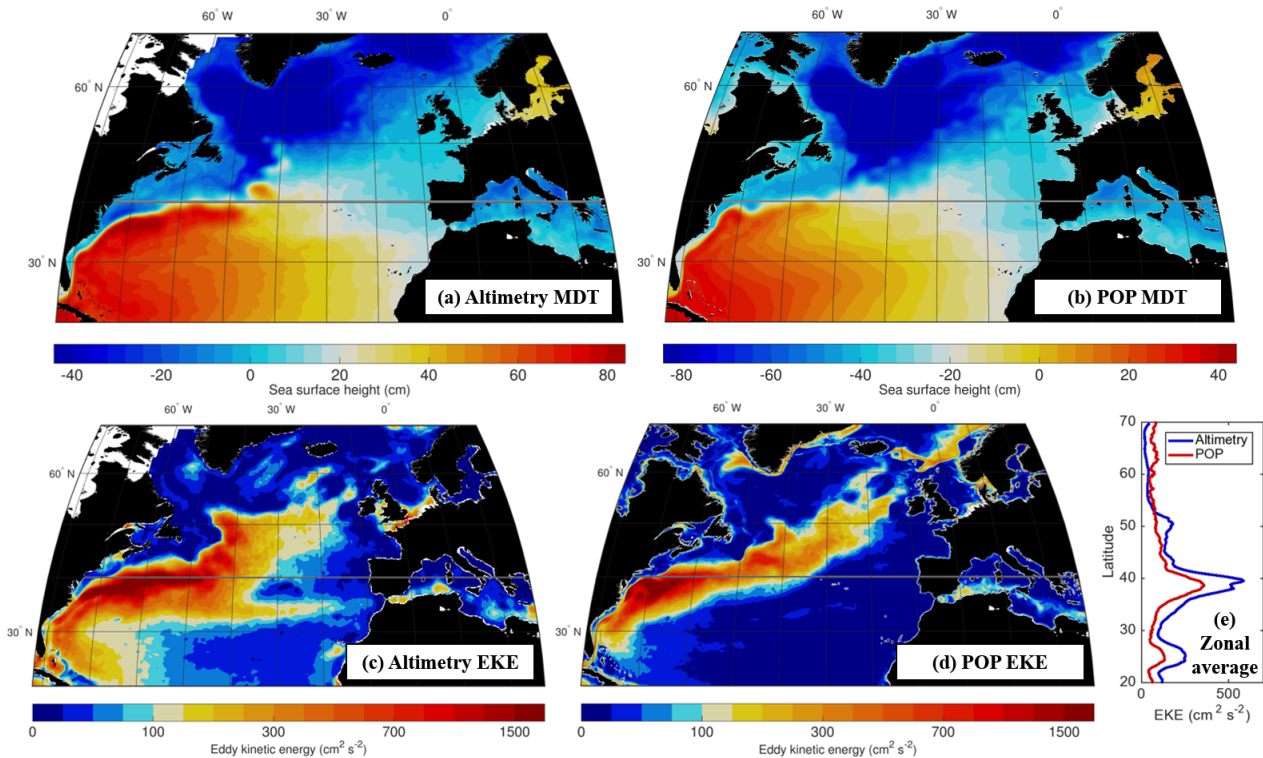 60° W 30° W 0°
60° W 30° W 0°
60° N
60° N
30° N
30° N
(a) Altimetry MDT
(b) POP MDT
-40 -20 0 20 40 60 80
Sea surface height (cm)
-80 -60 -40 -20 0 20 40
Sea surface height (cm)
60° W 30° W 0°
60° W 30° W 0°
60° N
60° N
30° N
30° N
(c) Altimetry EKE
(d) POP EKE
0 100 300 700 1500
Eddy kinetic energy (cm² s⁻²)
0 100 300 700 1500
Eddy kinetic energy (cm² s⁻²)
70
60
50
40
30
20
Latitude
Altimetry
POP
(e)
Zonal
average
0 500
EKE (cm² s⁻²)